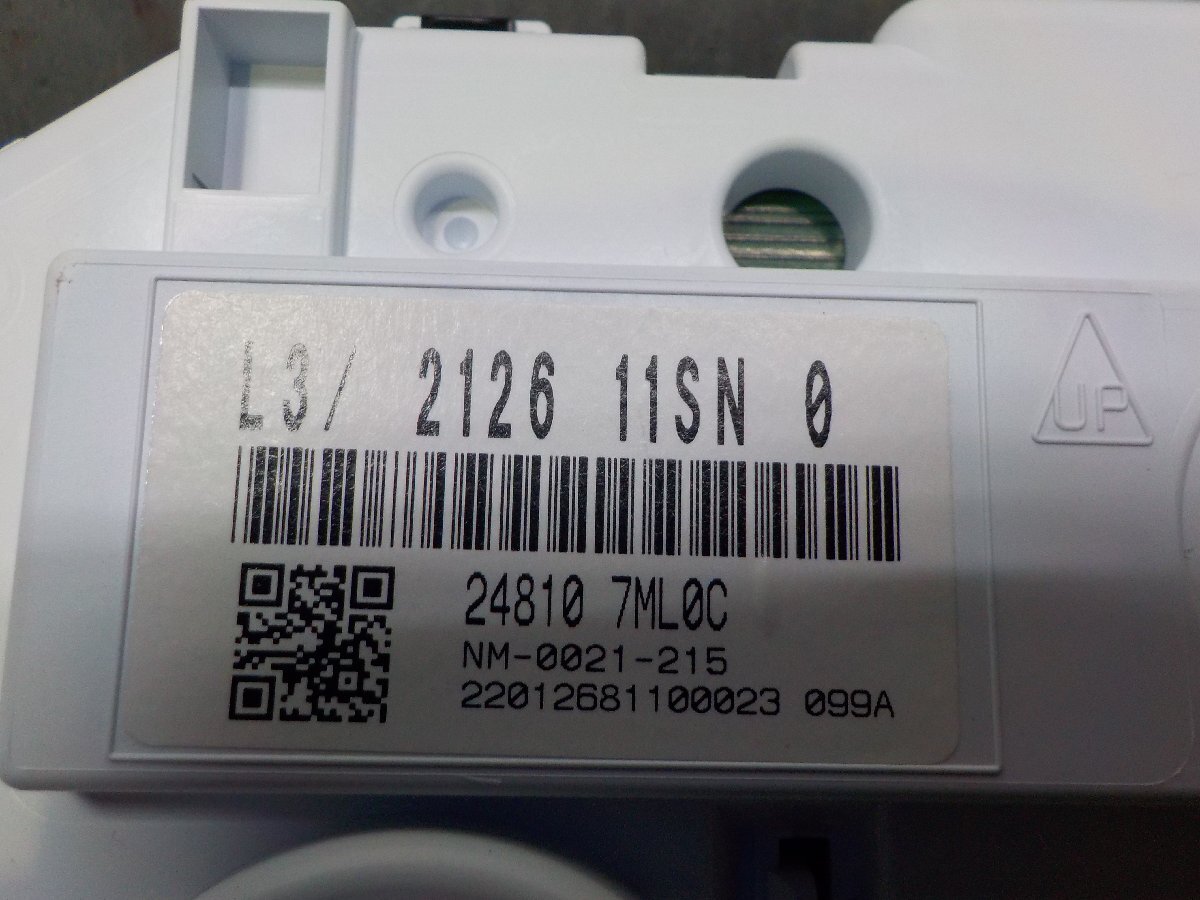 L3/ 2126 11SN 0
UP
24810 7ML0C
NM-0021-215
22012681100023 099A